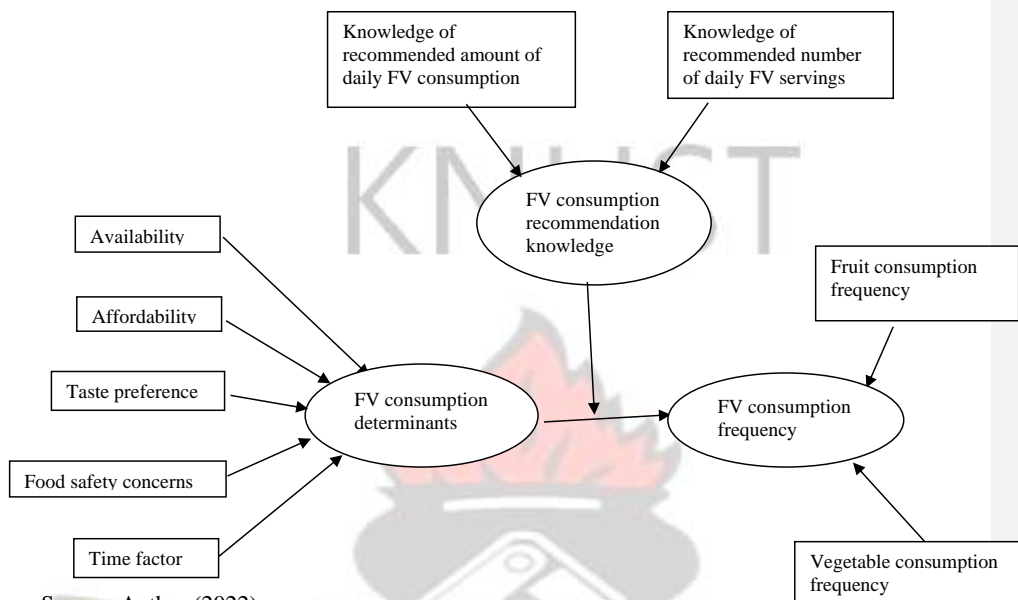 Knowledge of
recommended amount of
daily FV consumption
Knowledge of
recommended number
of daily FV servings
KNUST
FV consumption
recommendation
knowledge
Availability
Affordability
Taste preference
Food safety concerns
Time factor
FV consumption
determinants
Fruit consumption
frequency
FV consumption
frequency
Vegetable consumption
frequency